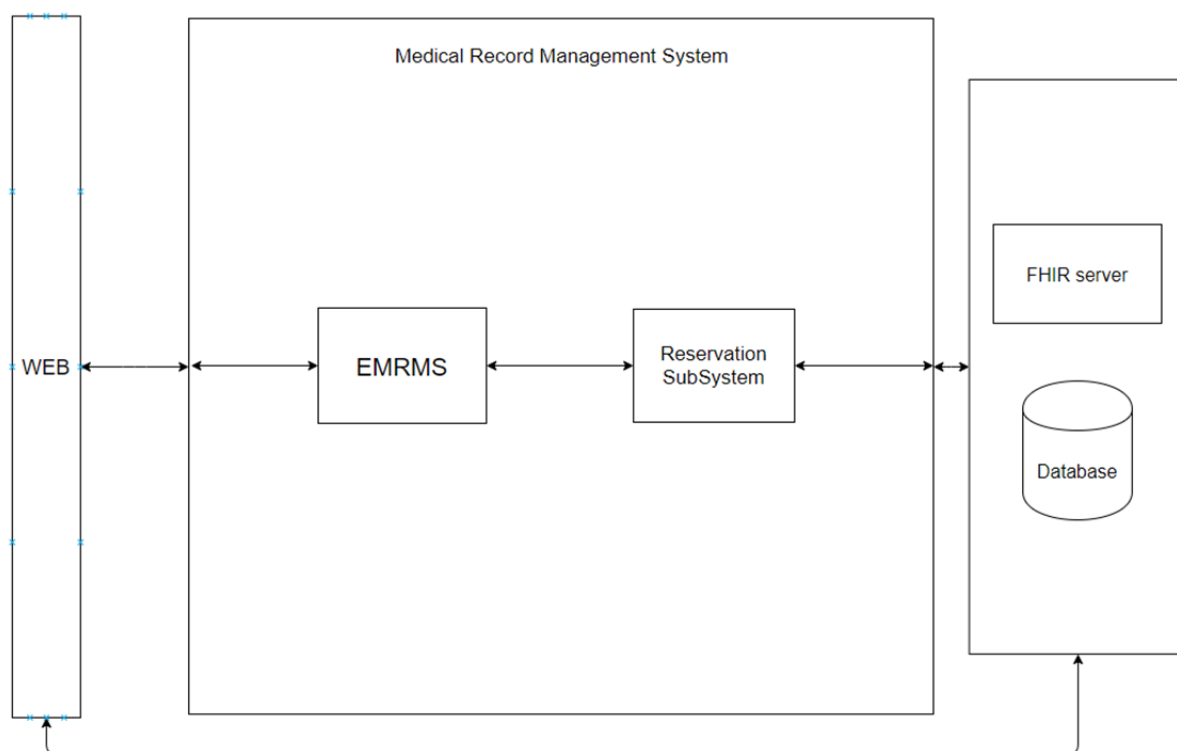 Medical Record Management System
WEB
EMRMS
Reservation
SubSystem
FHIR server
Database